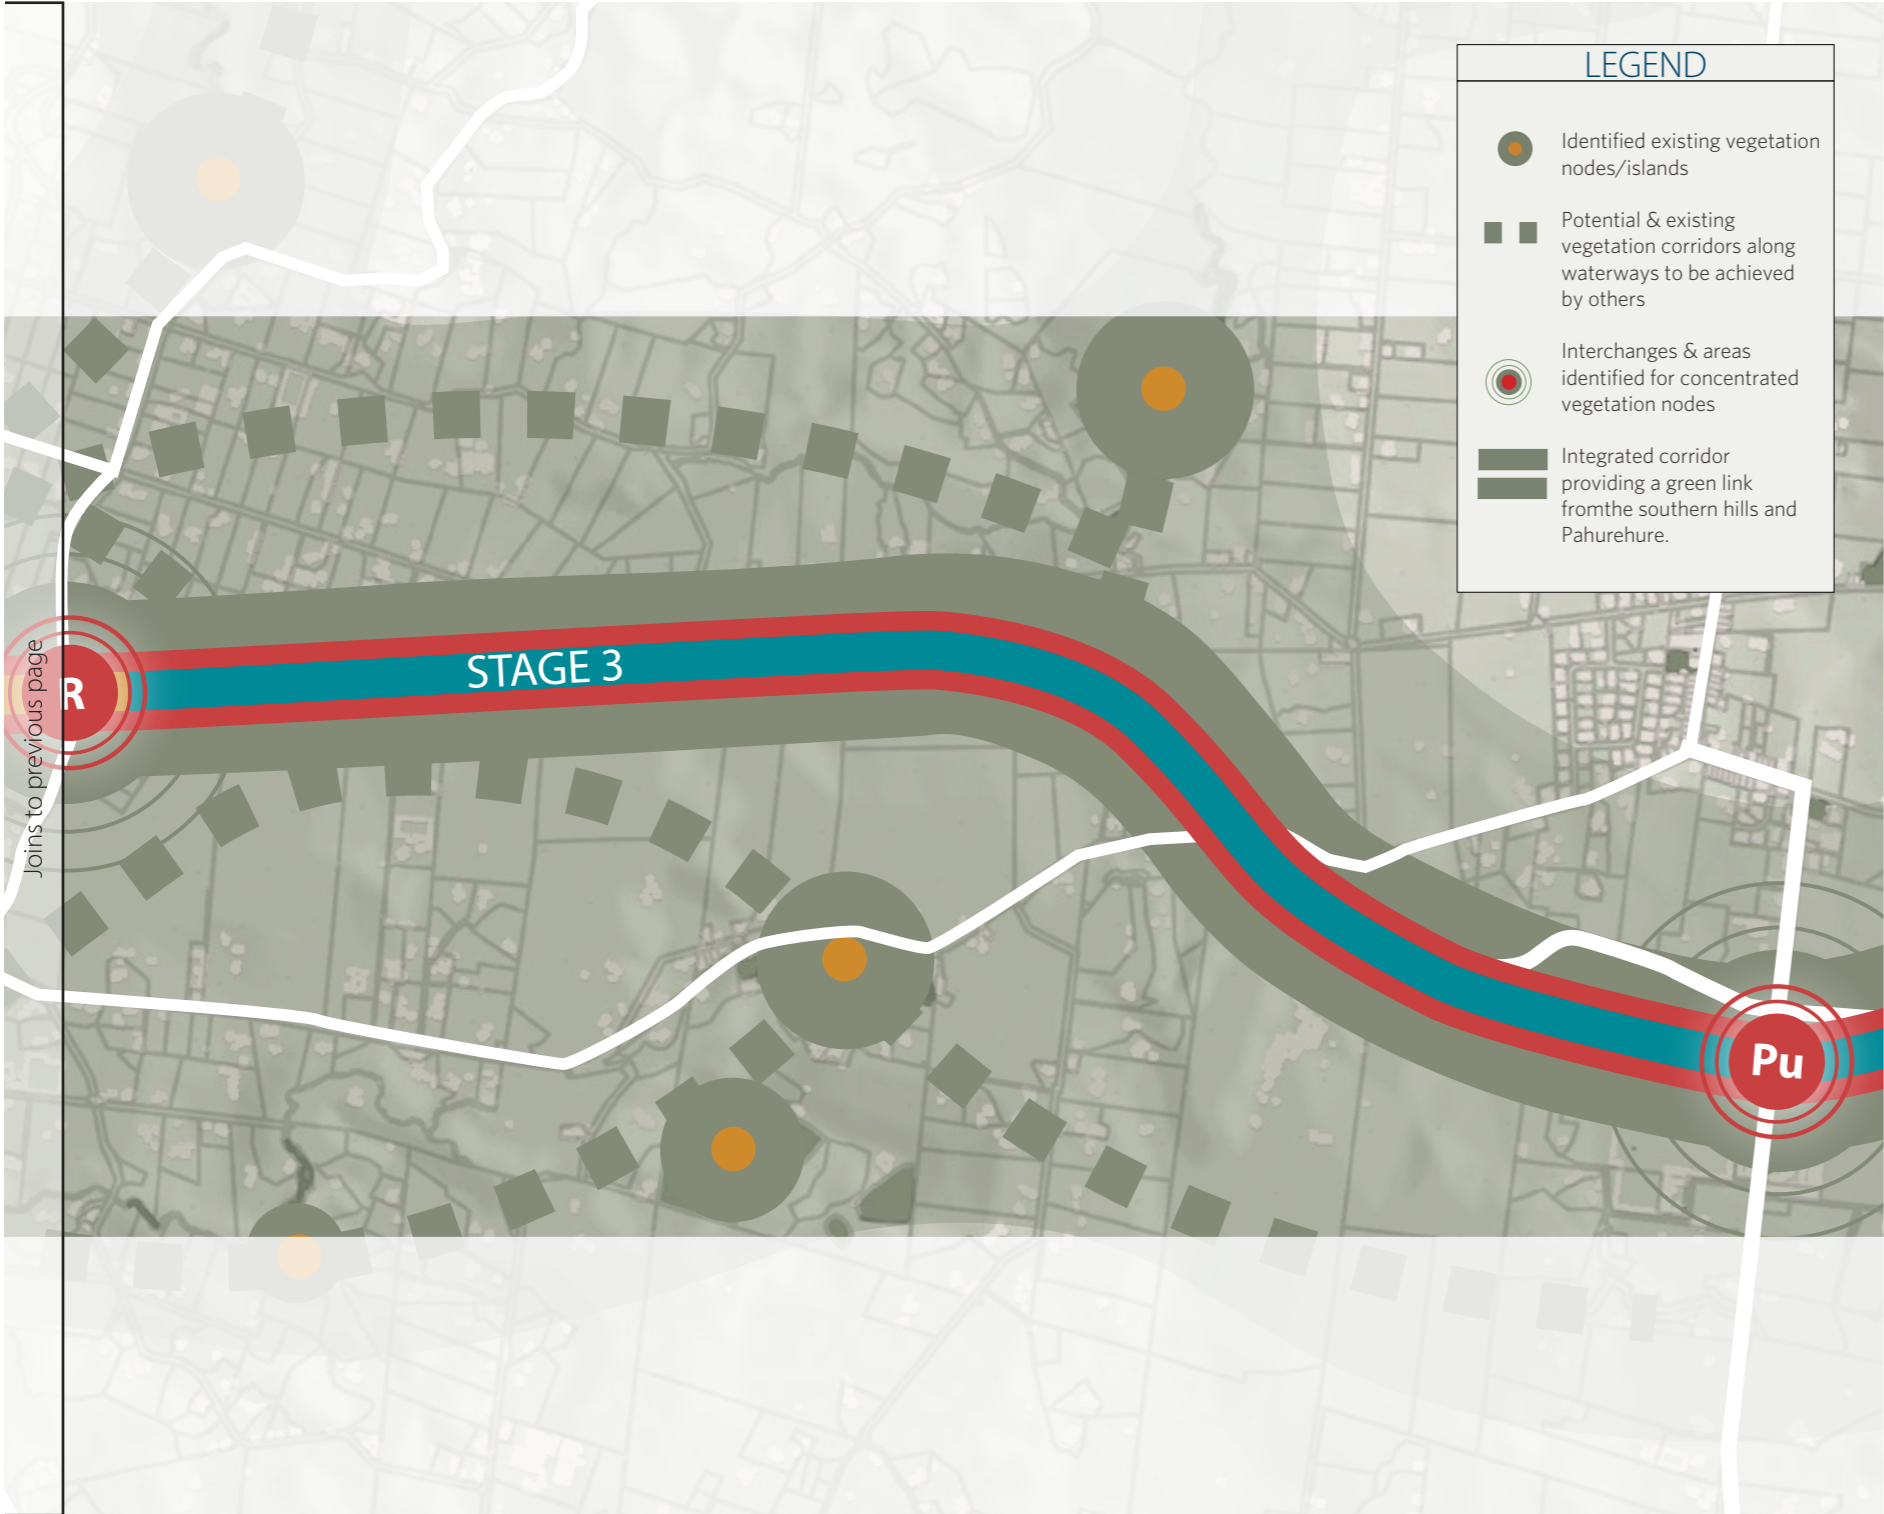 LEGEND
Identified existing vegetation
nodes/islands
Potential & existing
vegetation corridors along
waterways to be achieved
by others
Interchanges & areas
identified for concentrated
vegetation nodes
Integrated corridor
providing a green link
fromthe southern hills and
Pahurehure.
STAGE 3
Joins to previous page
R
Pu